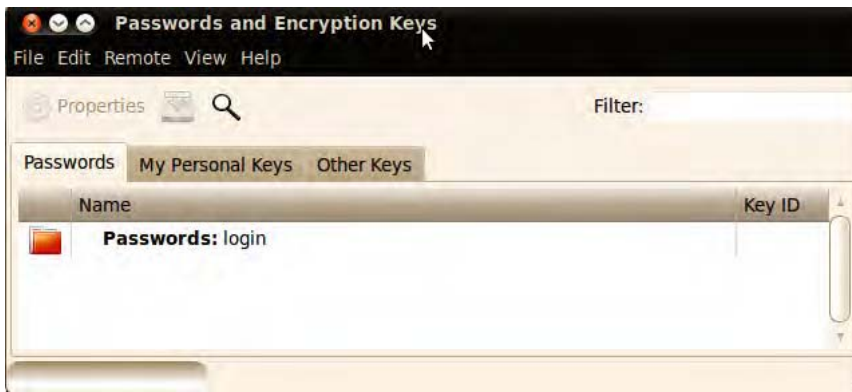 Passwords and Encryption Keys
File Edit Remote View Help
Properties Filter:
Passwords My Personal Keys Other Keys
Name Key ID
Passwords: login